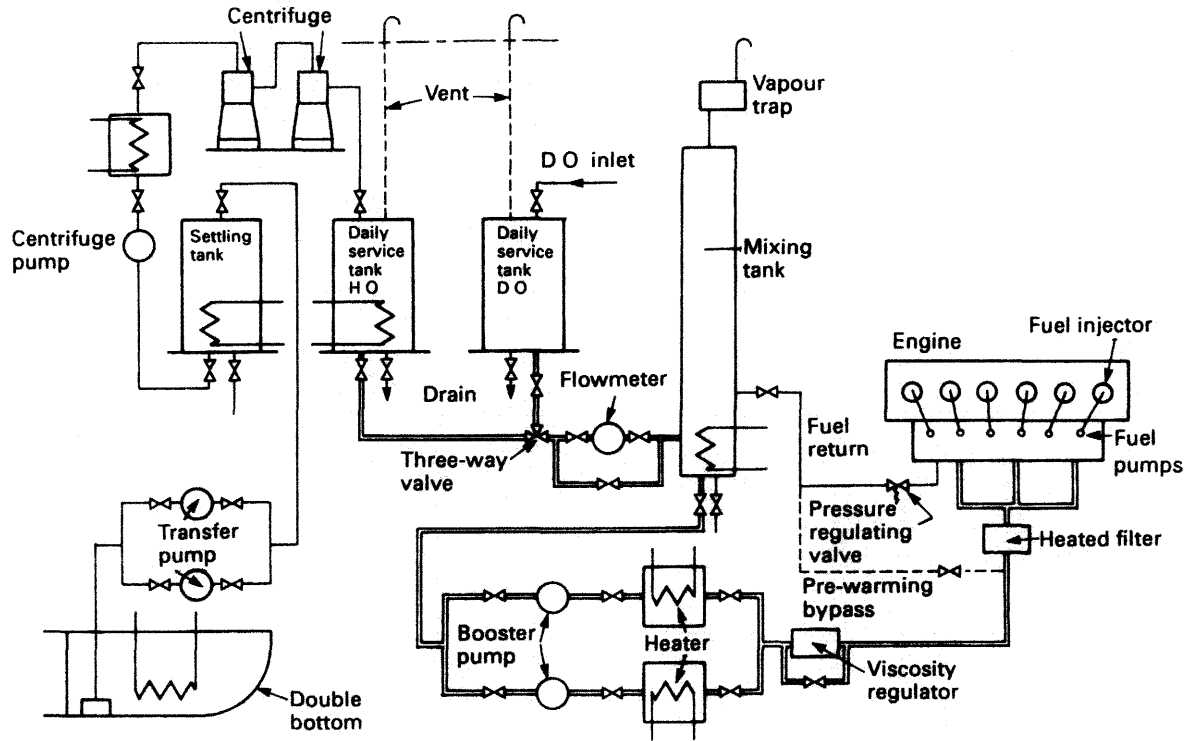 Centrifuge
Vent
Vapour
trap
D O inlet
Centrifuge
pump
Settling
tank
Daily
service
tank
H O
Daily
service
tank
D O
Mixing
tank
Engine
Fuel injector
Drain
Flowmeter
Three-way
valve
Fuel
return
Fuel
pumps
Transfer
pump
Pressure
regulating
valve
Heated filter
Pre-warming
bypass
Booster
pump
Heater
Viscosity
regulator
Double
bottom